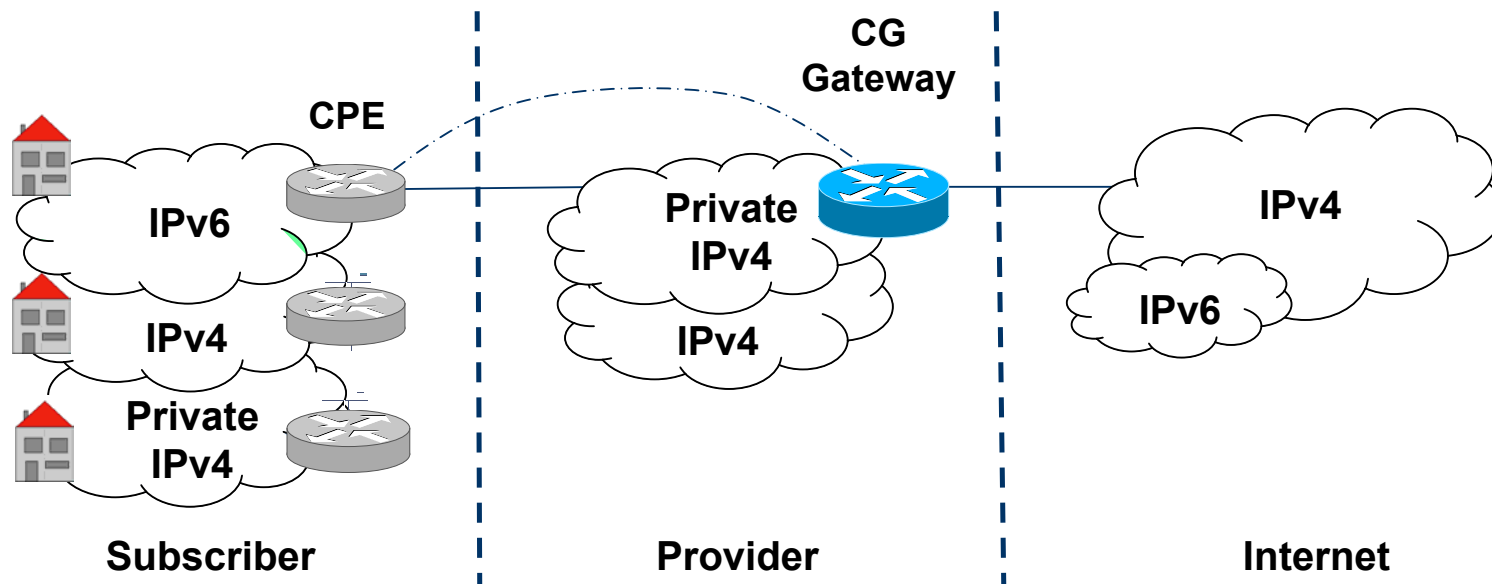 CG
Gateway
CPE
IPv6
IPv4
Private
IPv4
Private
IPv4
IPv4
IPv4
IPv6
Subscriber
Provider
Internet